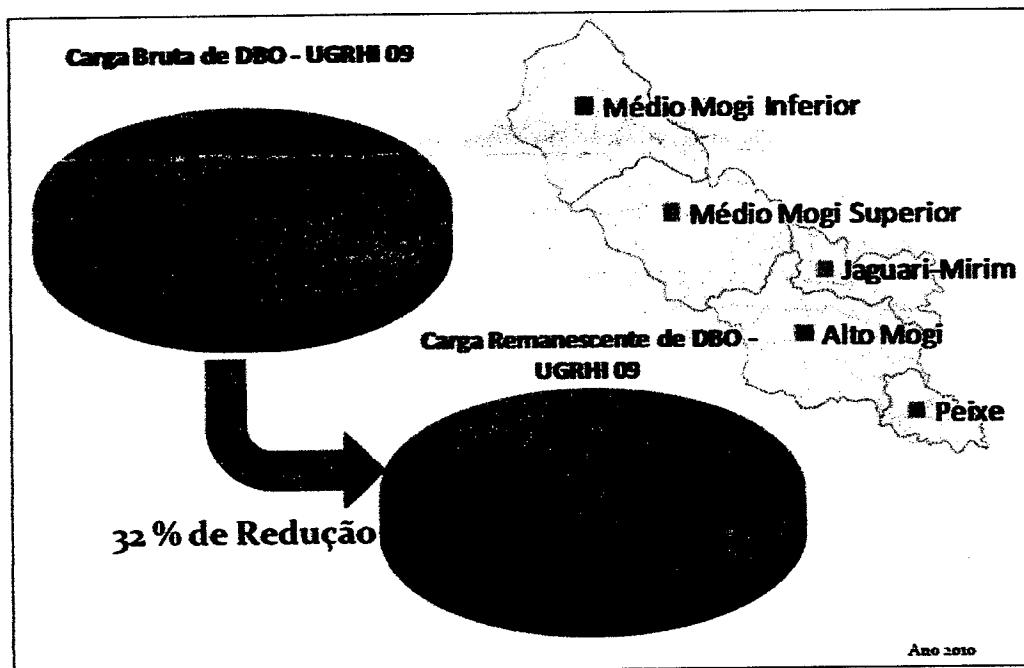 Carga Bruta de DBO - UGRHI 09
Médio Mogi Inferior
Médio Mogi Superior
Jaguari-Mirim
Alto Mogi
Peixe
Carga Remanescente de DBO -
UGRHI 09
32 % de Redução
Ano 2010